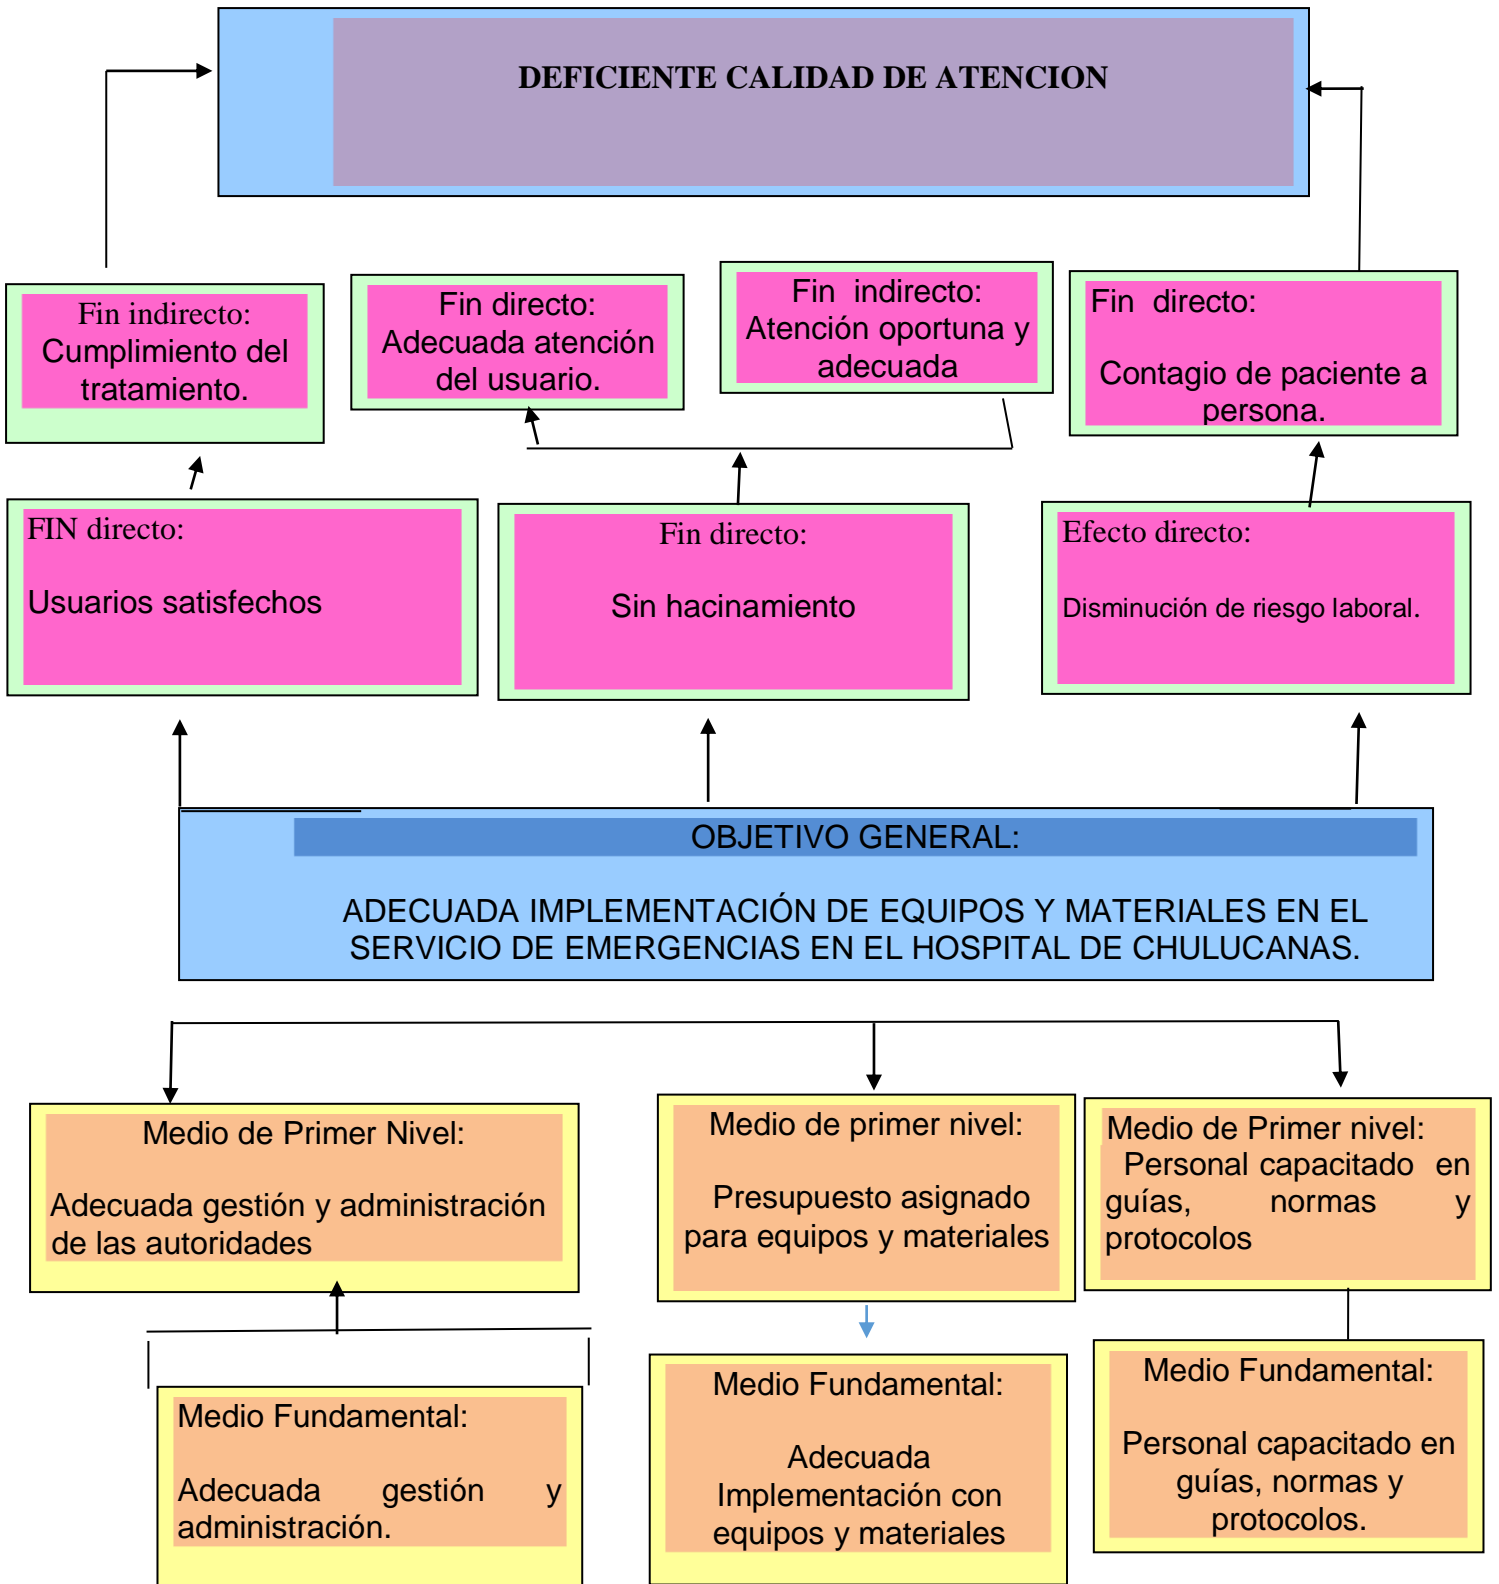 DEFICIENTE CALIDAD DE ATENCION
Fin indirecto:
Cumplimiento del
tratamiento.
Fin directo:
Adecuada atención
del usuario.
Fin indirecto:
Atención oportuna y
adecuada
Fin directo:
Contagio de paciente a
persona.
FIN directo:
Usuarios satisfechos
Fin directo:
Sin hacinamiento
Efecto directo:
Disminución de riesgo laboral.
OBJETIVO GENERAL:
ADECUADA IMPLEMENTACIÓN DE EQUIPOS Y MATERIALES EN EL
SERVICIO DE EMERGENCIAS EN EL HOSPITAL DE CHULUCANAS.
Medio de Primer Nivel:
Adecuada gestión y administración
de las autoridades
Medio de primer nivel:
Presupuesto asignado
para equipos y materiales
Medio de Primer nivel:
Personal capacitado en
guías, normas y
protocolos
Medio Fundamental:
Adecuada gestión y
administración.
Medio Fundamental:
Adecuada
Implementación con
equipos y materiales
Medio Fundamental:
Personal capacitado en
guías, normas y
protocolos.